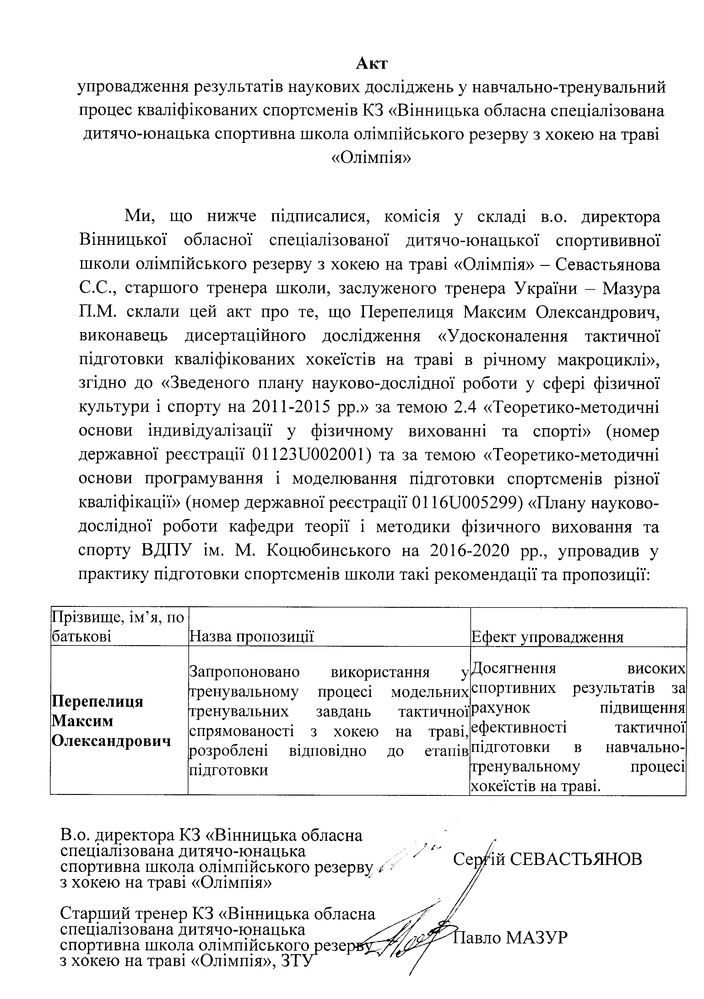 Акт
упровадження результатів наукових досліджень у навчально-тренувальний
процес кваліфікованих спортсменів КЗ «Вінницька обласна спеціалізована
дитячо-юнацька спортивна школа олімпійського резерву з хокею на траві
«Олімпія»
Ми, що нижче підписалися, комісія у складі в.о. директора
Вінницької обласної спеціалізованої дитячо-юнацької спортививної
школи олімпійського резерву з хокею на траві «Олімпія» – Севастьянова
С.С., старшого тренера школи, заслуженого тренера України – Мазура
П.М. склали цей акт про те, що Перепелиця Максим Олександрович,
виконавець дисертаційного дослідження «Удосконалення тактичної
підготовки кваліфікованих хокеїстів на траві в річному макроциклі»,
згідно до «Зведеного плану науково-дослідної роботи у сфері фізичної
культури і спорту на 2011-2015 рр.» за темою 2.4 «Теоретико-методичні
основи індивідуалізації у фізичному вихованні та спорті» (номер
державної реєстрації 01123U002001) та за темою «Теоретико-методичні
основи програмування і моделювання підготовки спортсменів різної
кваліфікації» (номер державної реєстрації 0116U005299) «Плану науково-
дослідної роботи кафедри теорії і методики фізичного виховання та
спорту ВДПУ ім. М. Коцюбинського на 2016-2020 рр., упровадив у
практику підготовки спортсменів школи такі рекомендації та пропозиції:
Прізвище, ім’я, по
батькові
Назва пропозиції
Ефект упровадження
Перепелиця
Максим
Олександрович
Запропоновано використання у
тренувальному процесі модельних
тренувальних завдань тактичної
спрямованості з хокею на траві,
розроблені відповідно до етапів
підготовки
Досягнення високих
спортивних результатів за
рахунок підвищення
ефективності тактичної
підготовки в навчально-
тренувальному процесі
хокеїстів на траві.
В.о. директора КЗ «Вінницька обласна
спеціалізована дитячо-юнацька
спортивна школа олімпійського резерву
з хокею на траві «Олімпія»
Сергій СЕВАСТЬЯНОВ
Старший тренер КЗ «Вінницька обласна
спеціалізована дитячо-юнацька
спортивна школа олімпійського резерву
з хокею на траві «Олімпія», ЗТУ
Павло МАЗУР